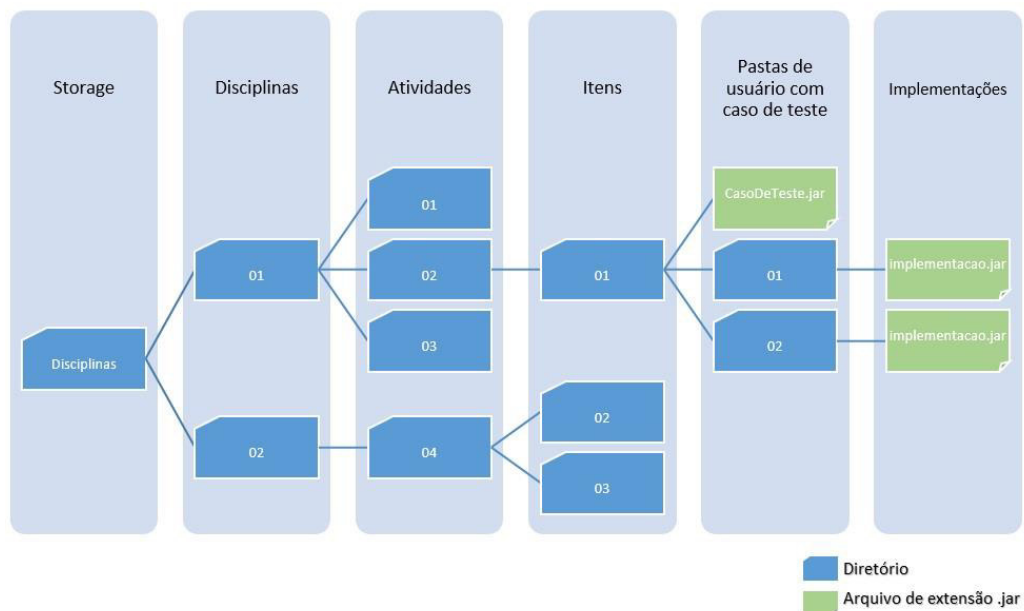 Storage
Disciplinas
Atividades
Itens
Pastas de
usuário com
caso de teste
Implementações
01
CasoDeTeste.jar
01
02
01
01
implementacao.jar
03
02
implementacao.jar
Disciplinas
02
02
04
03
Diretório
Arquivo de extensão .jar